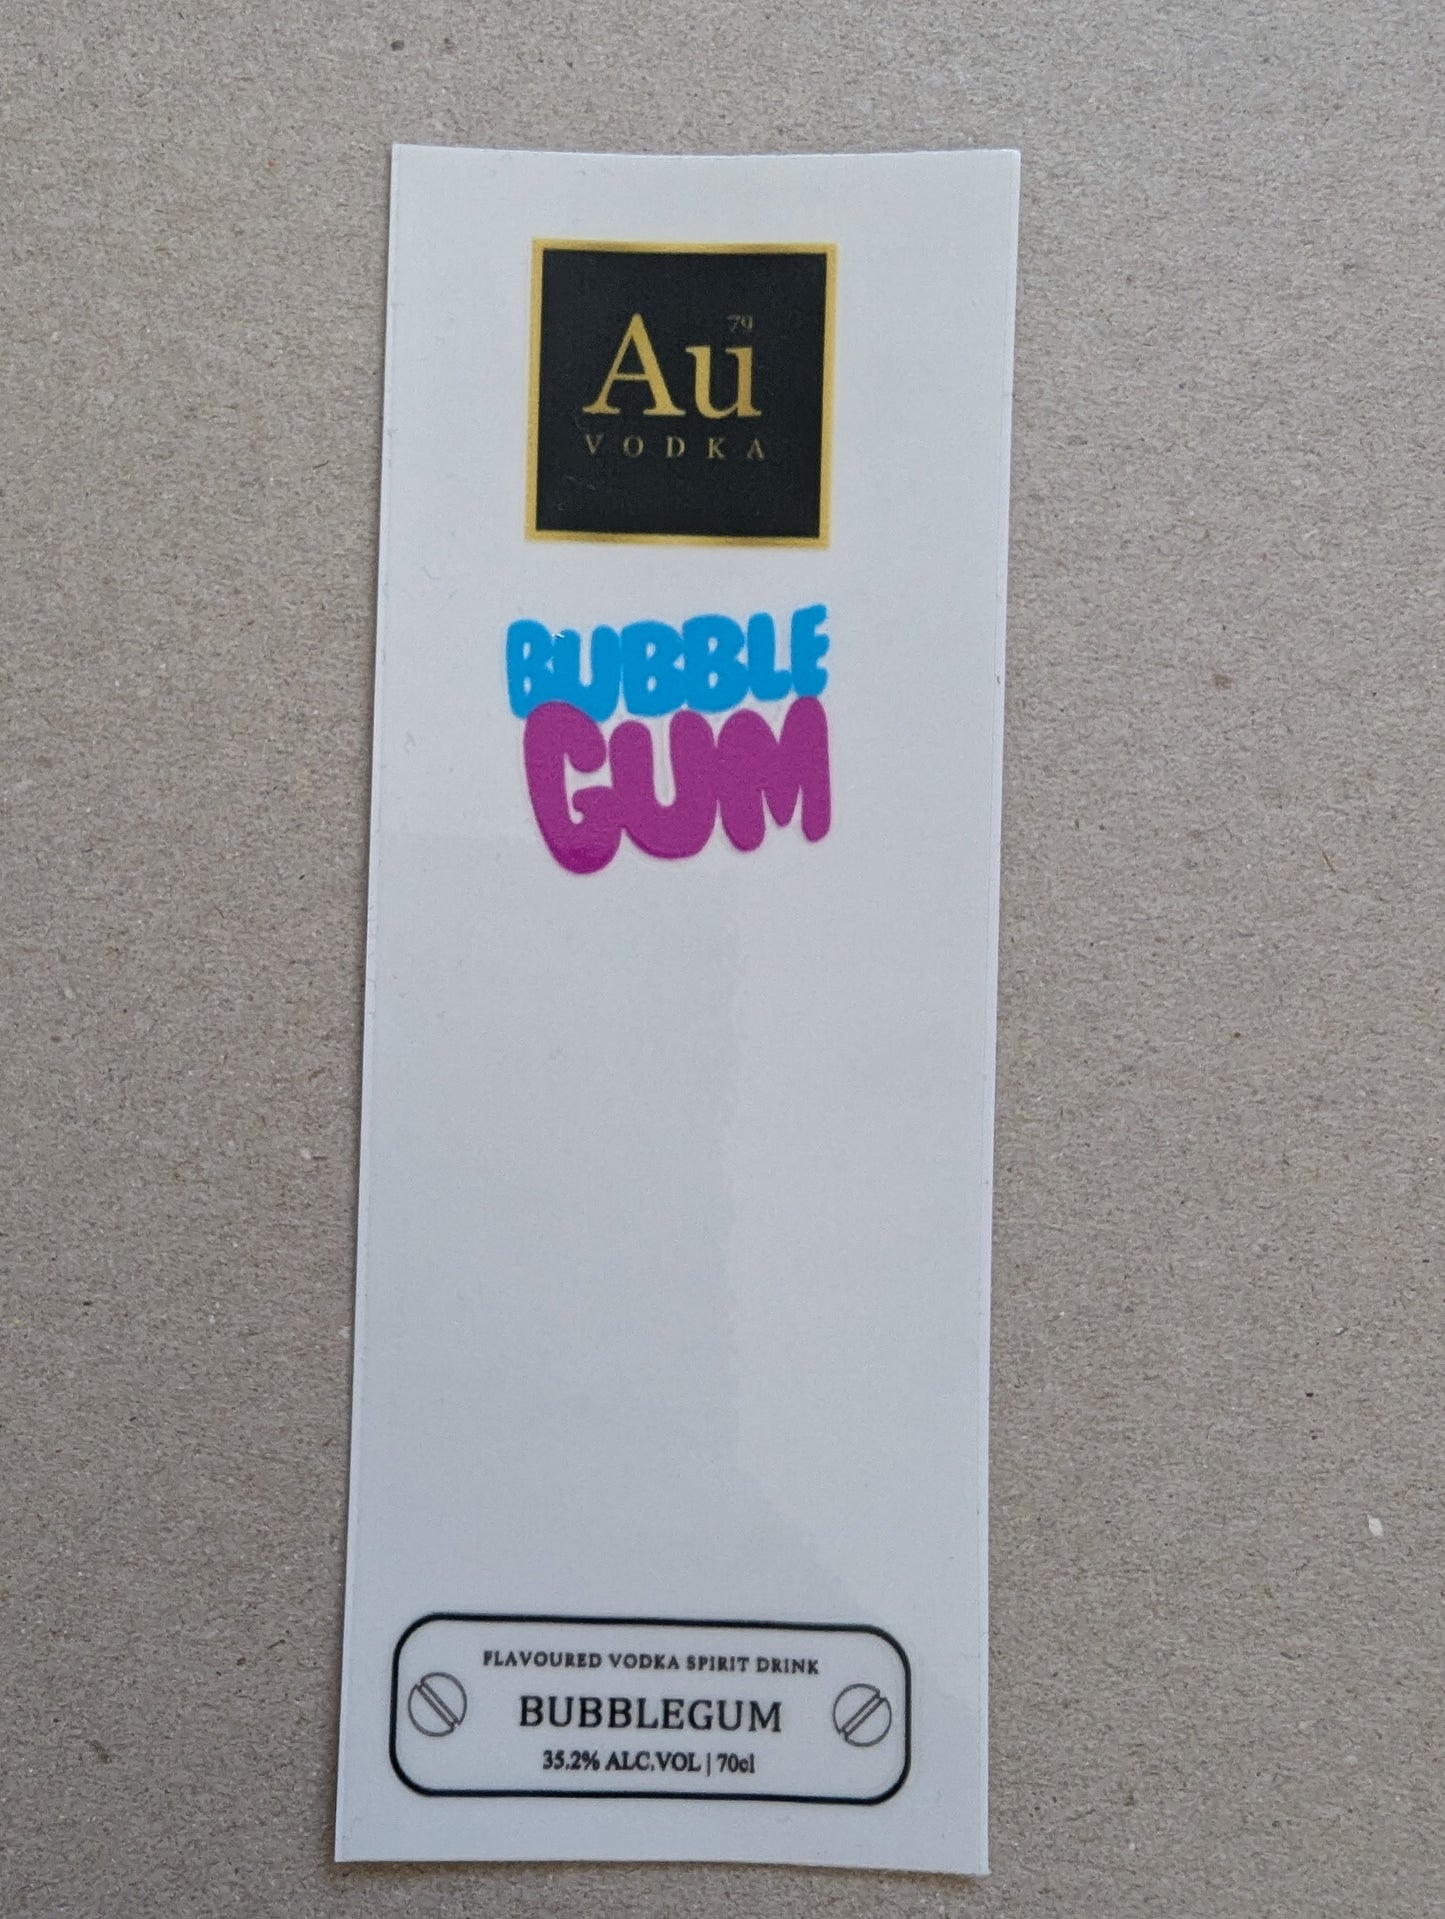 79
Au
VODKA
BUBBLE
GUM
FLAVOURED VODKA SPIRIT DRINK
BUBBLEGUM
35.2% ALC.VOL | 70cl